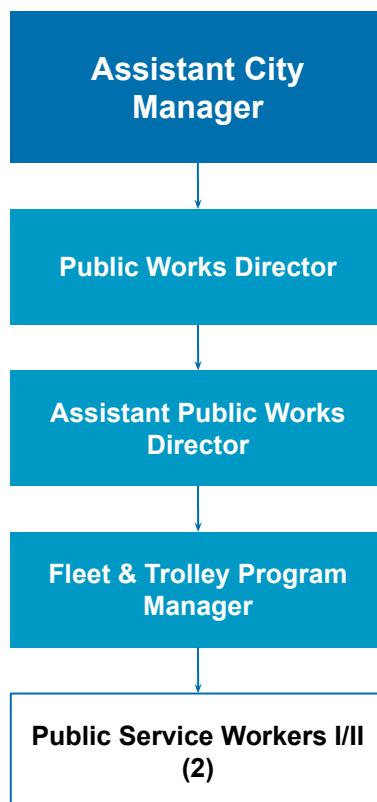 Assistant City
Manager
Public Works Director
Assistant Public Works
Director
Fleet & Trolley Program
Manager
Public Service Workers I/II
(2)